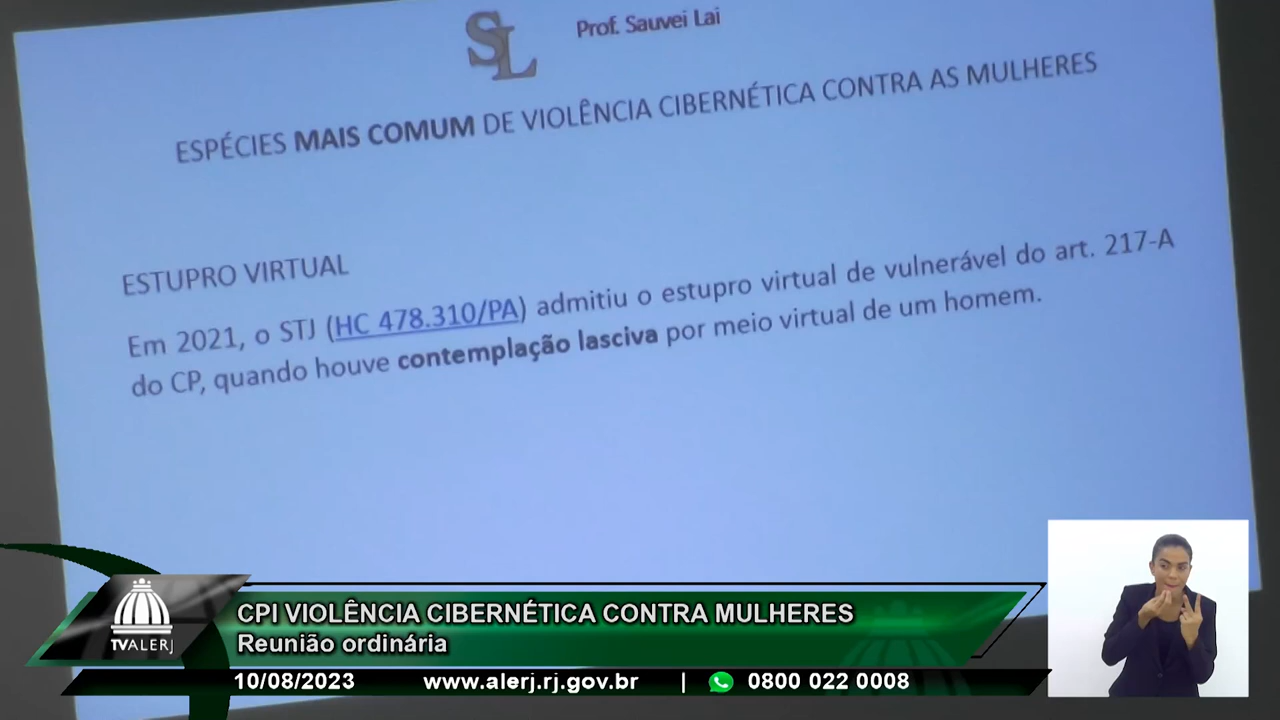 SL
Prof. Sauvei Lai
ESPÉCIES MAIS COMUM DE VIOLÊNCIA CIBERNÉTICA CONTRA AS MULHERES
ESTUPRO VIRTUAL
Em 2021, o STJ (HC 478.310/PA) admitiu o estupro virtual de vulnerável do art. 217-A
do CP, quando houve contemplação lasciva por meio virtual de um homem.
TVALERJ
CPI VIOLÊNCIA CIBERNÉTICA CONTRA MULHERES
Reunião ordinária
10/08/2023 www.alerj.rj.gov.br | 0800 022 0008